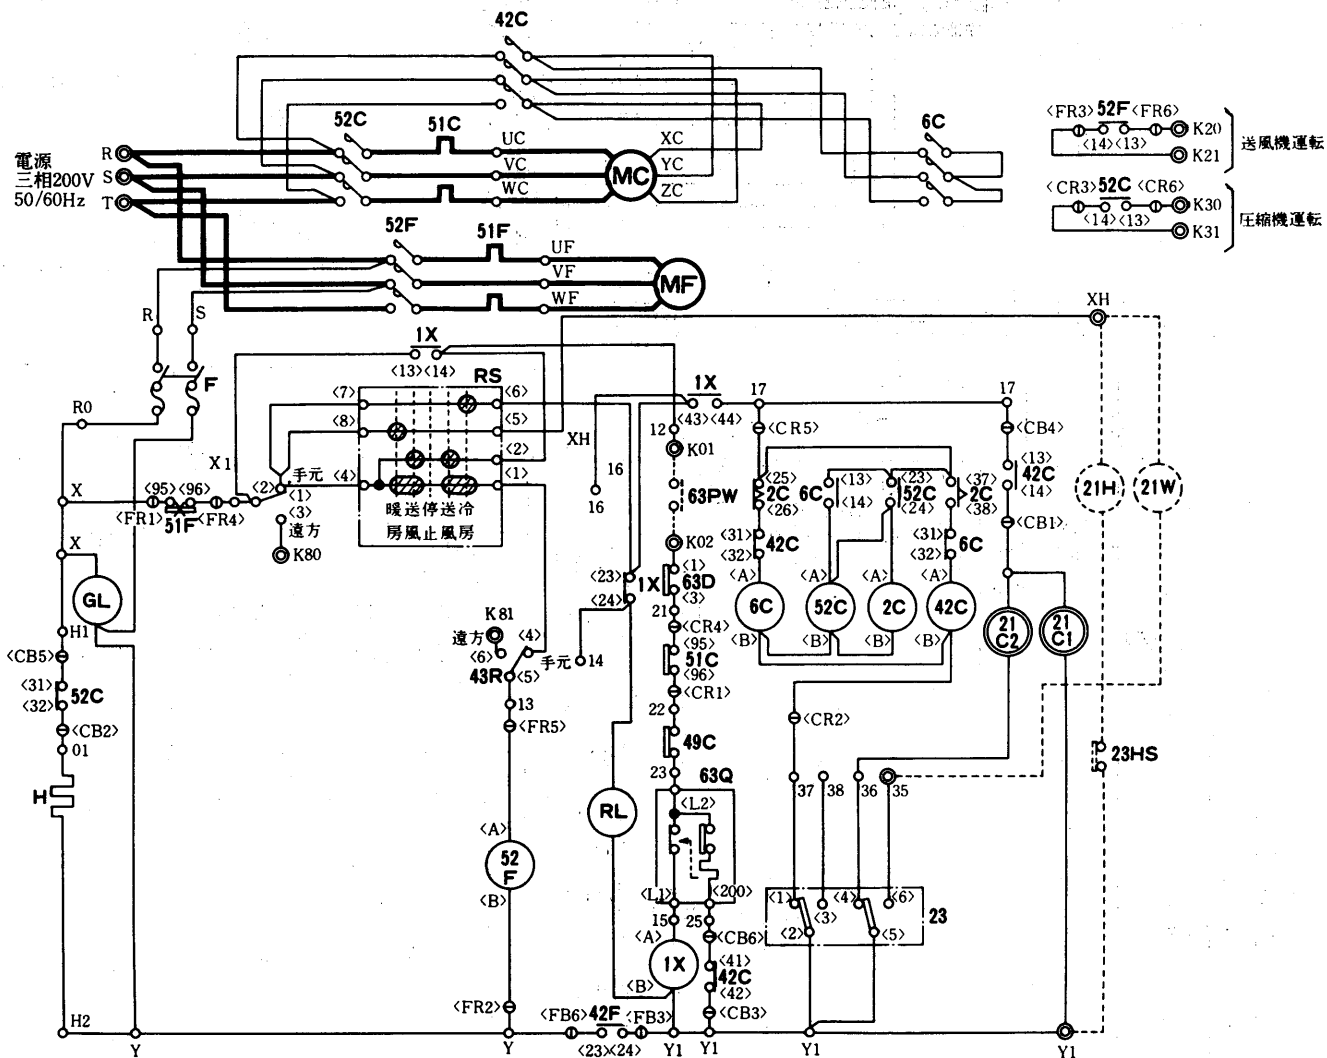 42C
52C
51C
UC
VC
WC
MC
XC
YC
ZC
6C
〈FR3〉 52F 〈FR6〉
〈14〉 〈13〉
K20
K21
送風機運転
〈CR3〉 52C 〈CR6〉
〈14〉 〈13〉
K30
K31
圧縮機運転
電源
三相200V
50/60Hz
R
S
T
52F
51F
UF
VF
WF
MF
R
S
F
R0
1X
〈13〉 〈14〉
RS
〈7〉
〈8〉
〈4〉
〈6〉
〈5〉
〈2〉
〈1〉
暖送停送冷
房風止風房
XH
X1
手元
〈2〉
〈1〉
〈3〉
遠方
K80
X
〈95〉 〈96〉
〈FR1〉 51F 〈FR4〉
X
GL
H1
〈CB5〉
〈31〉
52C
〈32〉
〈CB2〉
01
H
H2
Y
XH
16
16
1X
〈43〉 〈44〉
12
K01
63PW
K02
〈1〉
63D
〈3〉
1X
〈23〉
〈24〉
14
21
〈CR4〉
〈95〉
51C
〈96〉
〈CR1〉
22
49C
23
63Q
〈L2〉
〈L1〉
〈200〉
15
25
〈A〉
1X
〈B〉
〈CB6〉
〈41〉
42C
〈42〉
〈CB3〉
RL
K81
遠方
〈4〉
〈6〉
手元
43R
〈5〉
13
〈FR5〉
〈A〉
52
F
〈B〉
〈FR2〉
Y
〈FB6〉 42F 〈FB3〉
〈23〉〈24〉
Y1
Y1
Y1
Y1
17
17
〈CR5〉
〈25〉
2C
〈26〉
〈31〉
42C
〈32〉
〈A〉
6C
〈B〉
6C
〈13〉
〈14〉
〈A〉
52C
〈B〉
〈23〉
52C
〈24〉
〈A〉
2C
〈B〉
〈37〉
2C
〈38〉
〈31〉
6C
〈32〉
〈A〉
42C
〈B〉
〈CB4〉
〈13〉
42C
〈14〉
〈CB1〉
21
C2
21
C1
21H
21W
23HS
〈CR2〉
37
38
36
35
〈1〉
〈3〉
〈2〉
〈4〉
〈6〉
〈5〉
23